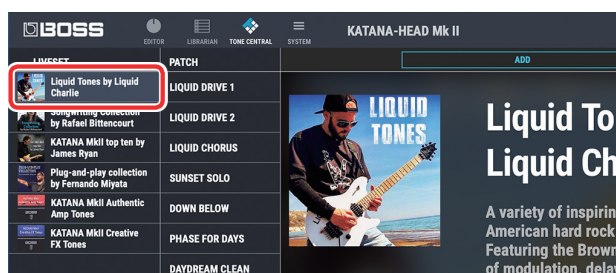 BOSS
EDITOR
LIBRARIAN
TONE CENTRAL
SYSTEM
KATANA-HEAD Mk II
LIVESET
PATCH
ADD
Liquid Tones by Liquid
Charlie
Songwriting Collection
by Rafael Bittencourt
KATANA MkII top ten by
James Ryan
Plug-and-play collection
by Fernando Miyata
KATANA MkII Authentic
Amp Tones
KATANA MkII Creative
FX Tones
LIQUID DRIVE 1
LIQUID DRIVE 2
LIQUID CHORUS
SUNSET SOLO
DOWN BELOW
PHASE FOR DAYS
DAYDREAM CLEAN
LIQUID
TONES
Liquid To
Liquid Ch
A variety of inspirin
American hard rock
Featuring the Brown
of modulation, dela